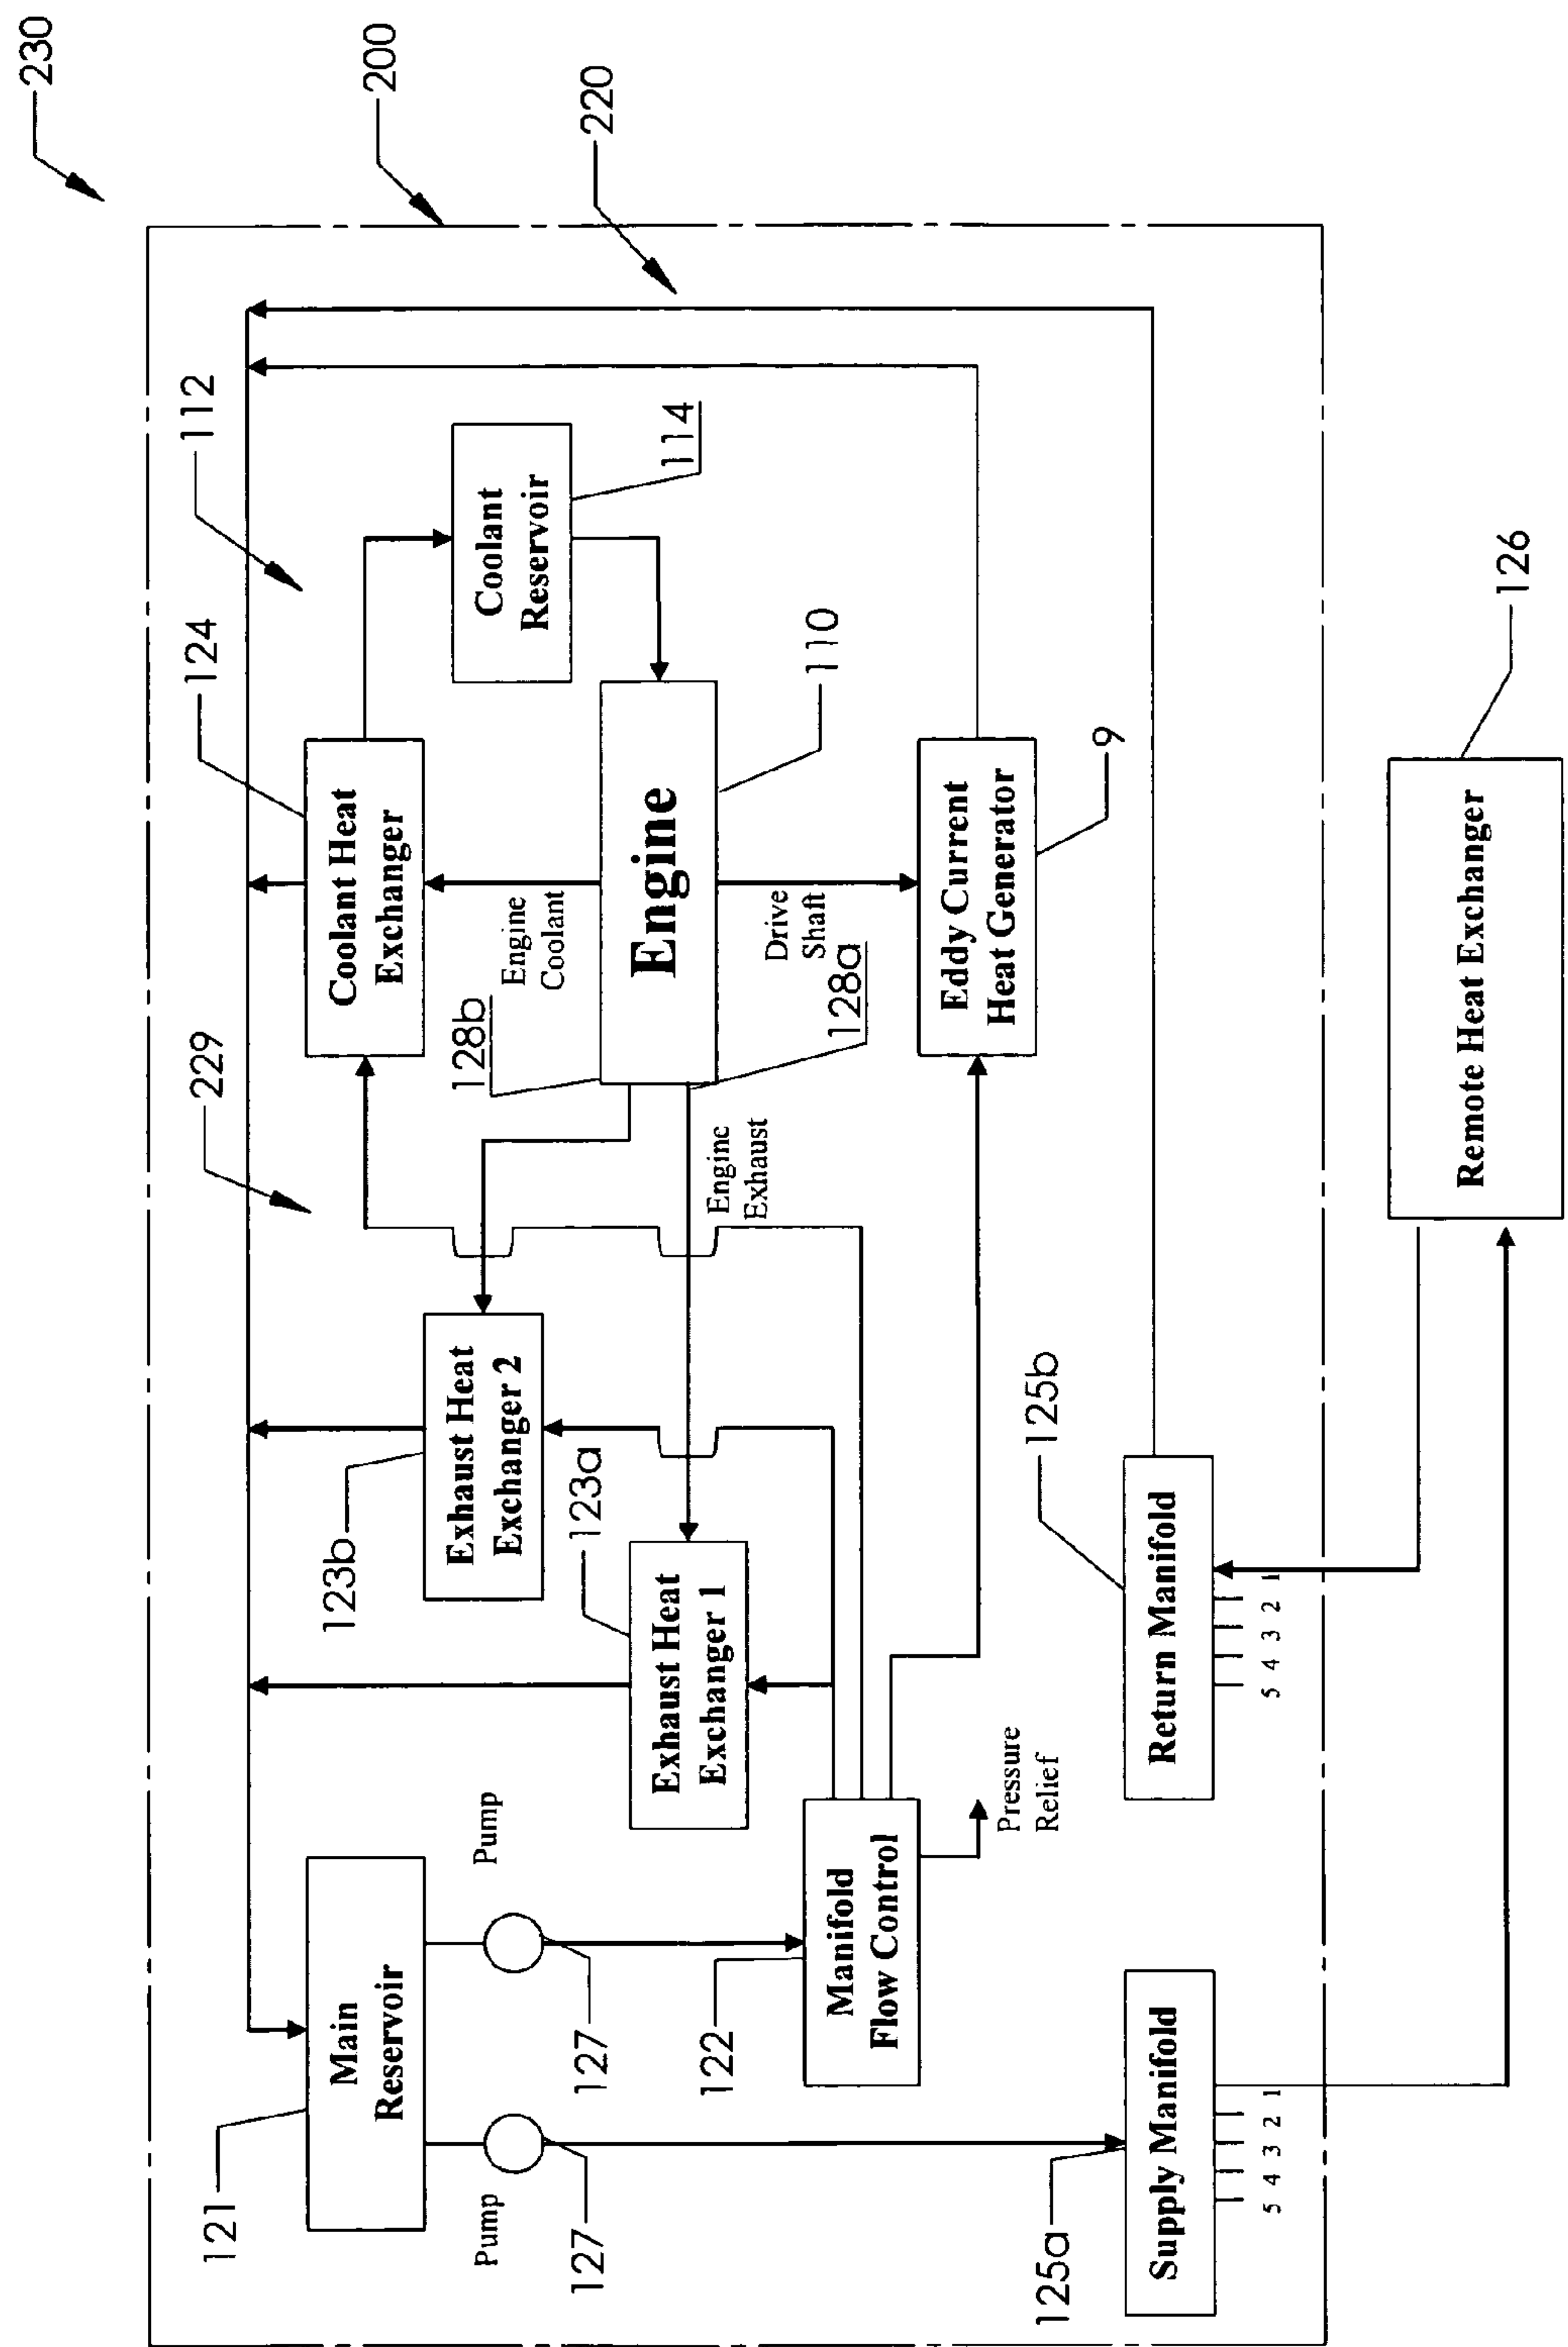 230
200
220
112
229
124
Coolant Heat
Exchanger
Coolant
Reservoir
114
Engine
Coolant
128b
Engine
110
128a
Drive
Shaft
Engine
Exhaust
Eddy Current
Heat Generator
9
Exhaust Heat
Exchanger 2
123b
Exhaust Heat
Exchanger 1
123a
121
Main
Reservoir
Pump
127
Pump
127
122
Manifold
Flow Control
Pressure
Relief
125a
Supply Manifold
5 4 3 2 1
125b
Return Manifold
5 4 3 2 1
Remote Heat Exchanger
126